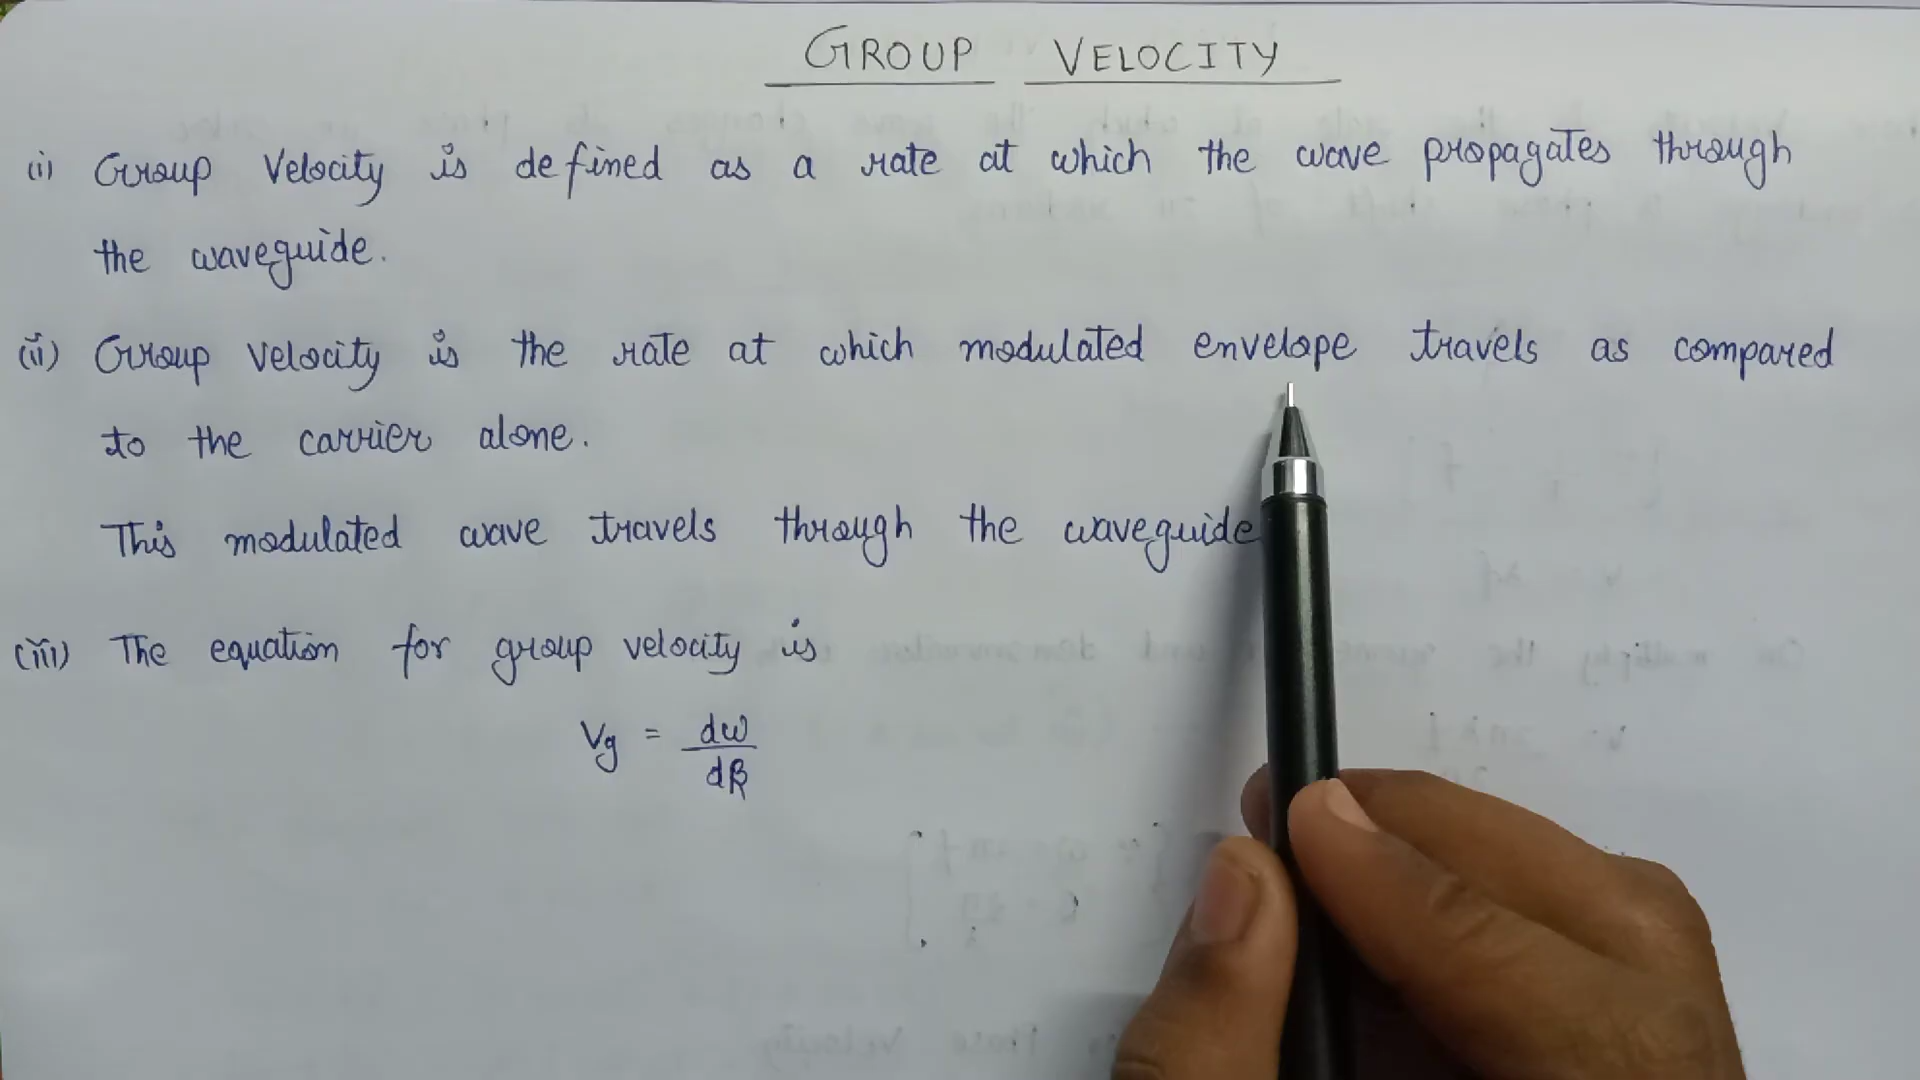 GROUP VELOCITY
(i) Group Velocity is defined as a rate at which the wave propagates through
the waveguide.
(ii) Group velocity is the rate at which modulated envelope travels as compared
to the carrier alone.
This modulated wave travels through the waveguide
(iii) The equation for group velocity is
Vg = dω/dβ